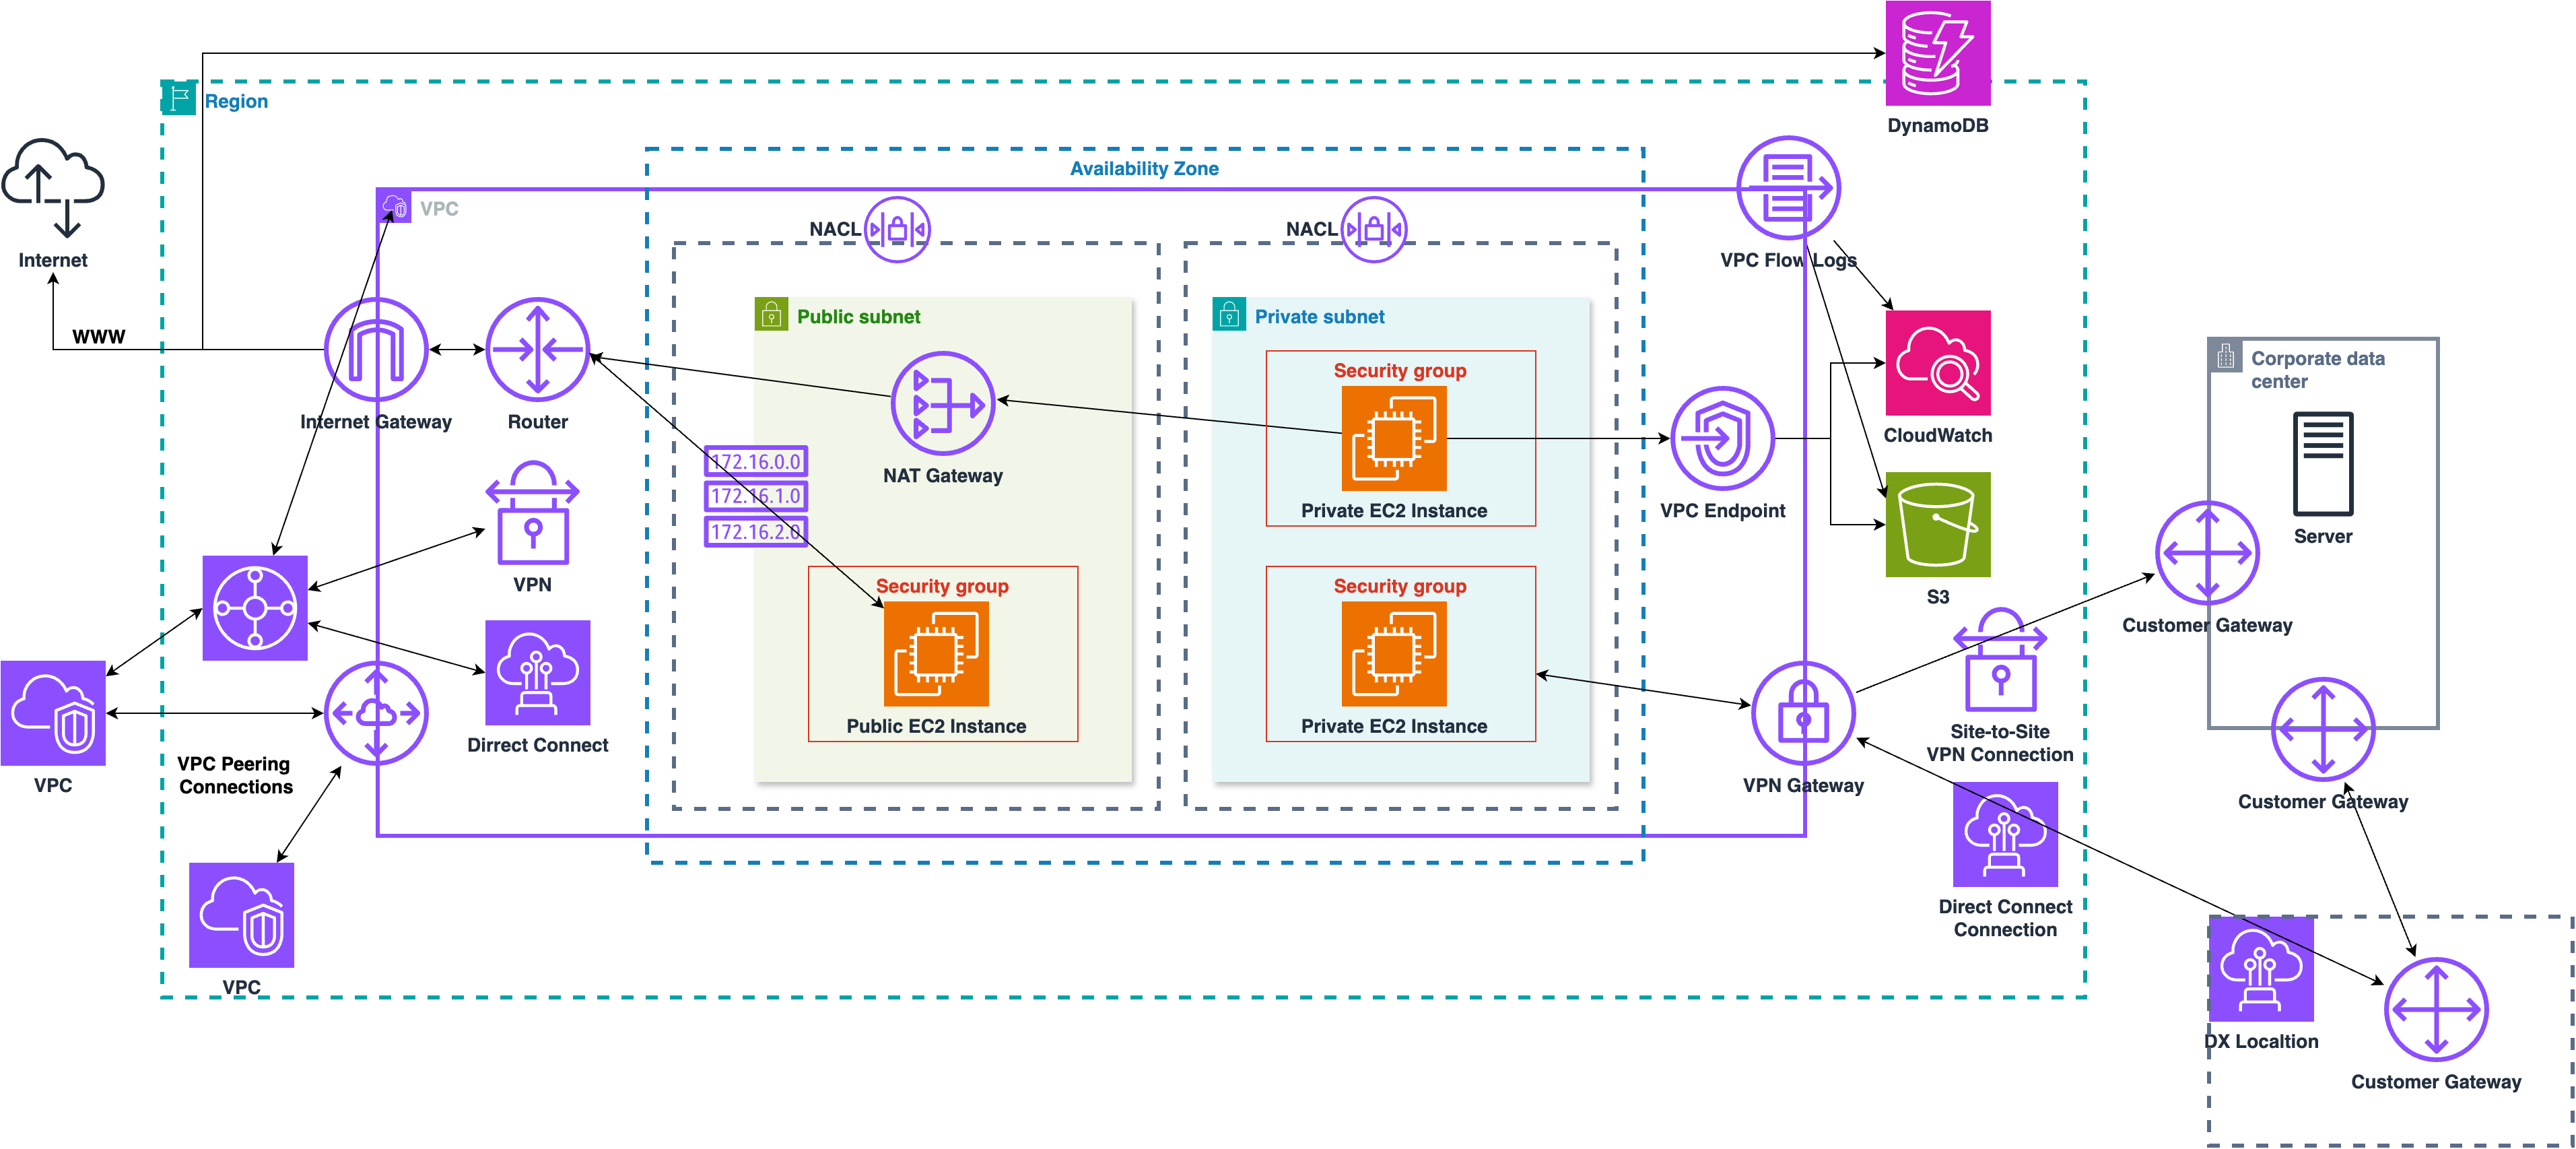 DynamoDB
Region
Availability Zone
VPC
NACL
NACL
Internet
VPC Flow Logs
Public subnet
Private subnet
WWW
Security group
Corporate data
center
Internet Gateway
Router
CloudWatch
172.16.0.0
172.16.1.0
172.16.2.0
NAT Gateway
Private EC2 Instance
VPC Endpoint
Server
VPN
Security group
Security group
S3
Customer Gateway
Public EC2 Instance
Private EC2 Instance
Dirrect Connect
Site-to-Site
VPN Connection
VPC
VPC Peering
Connections
VPN Gateway
Customer Gateway
Direct Connect
Connection
VPC
DX Localtion
Customer Gateway